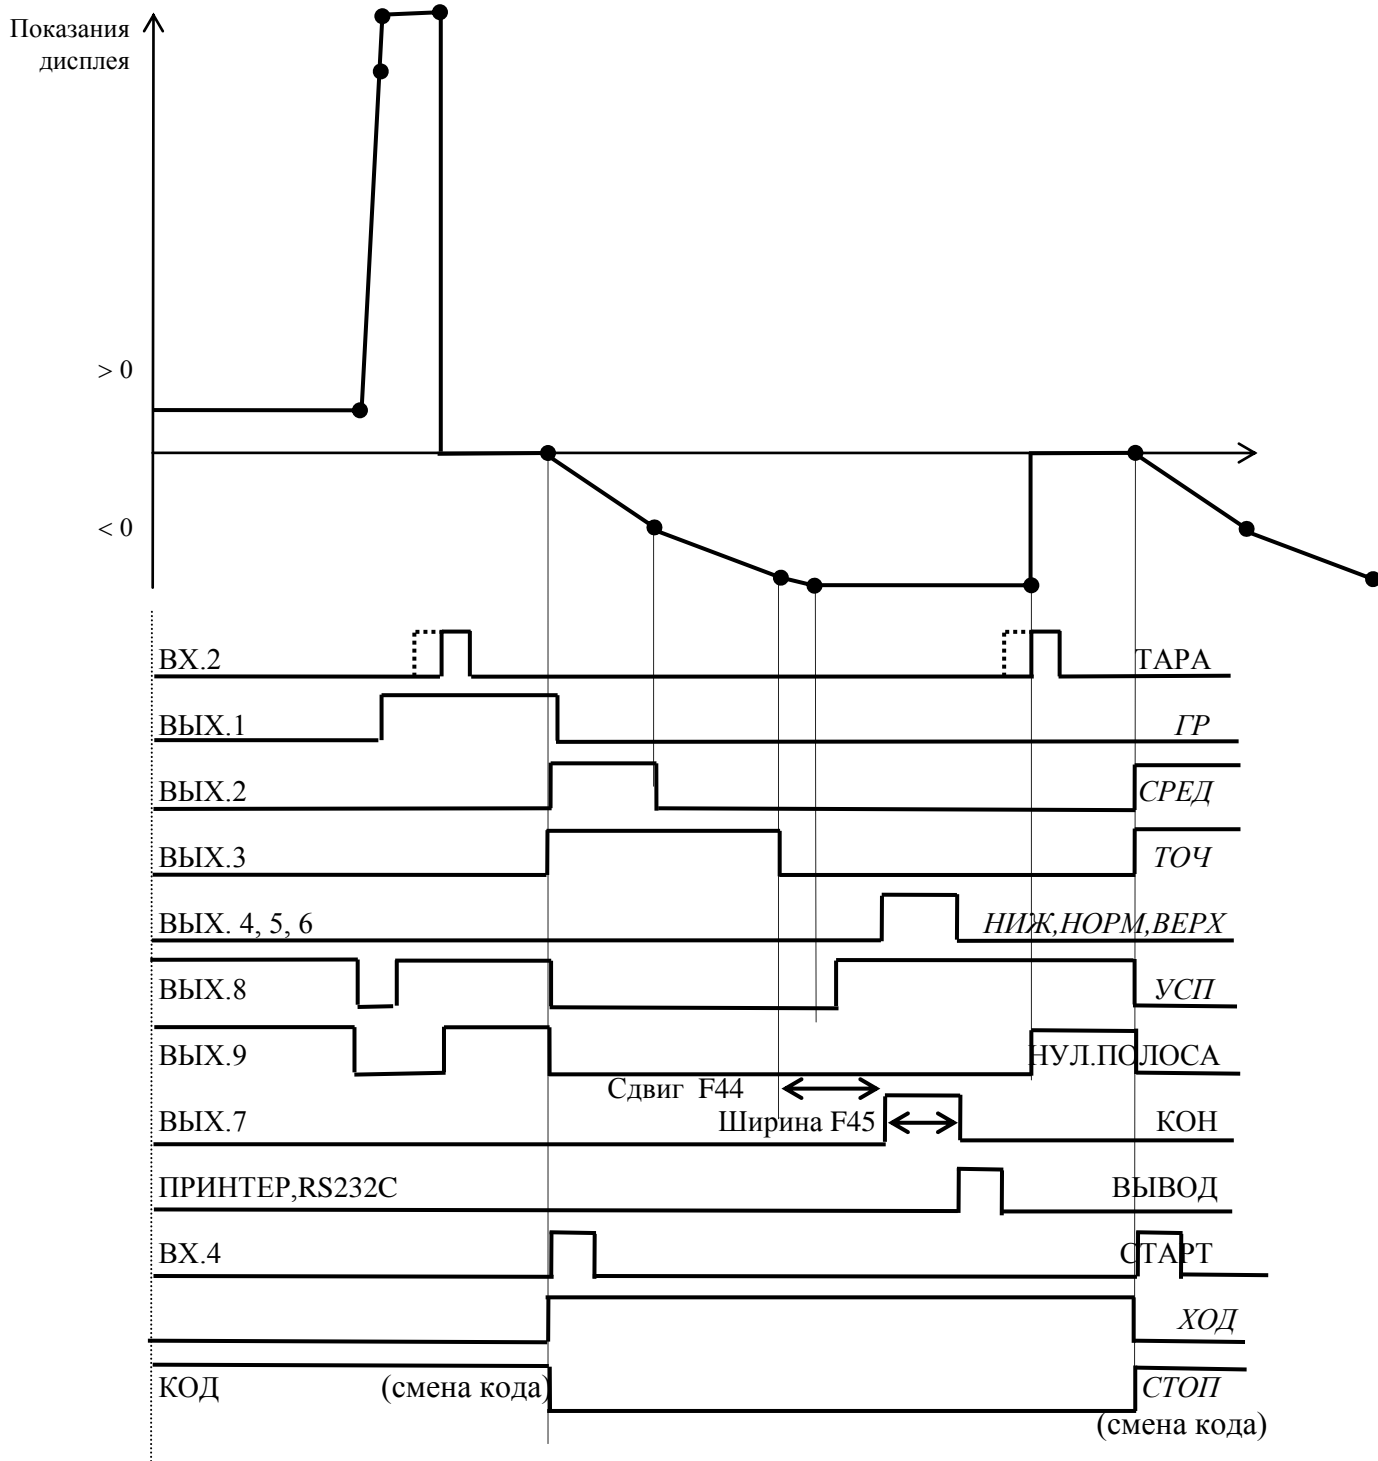 Показания
дисплея
> 0
< 0
ВХ.2 ТАРА
ВЫХ.1 ГР
ВЫХ.2 СРЕД
ВЫХ.3 ТОЧ
ВЫХ. 4, 5, 6 НИЖ,НОРМ,ВЕРХ
ВЫХ.8 УСП
ВЫХ.9 НУЛ.ПОЛОСА
Сдвиг F44
ВЫХ.7 Ширина F45 КОН
ПРИНТЕР,RS232C ВЫВОД
ВХ.4 СТАРТ
ХОД
КОД (смена кода) СТОП
(смена кода)